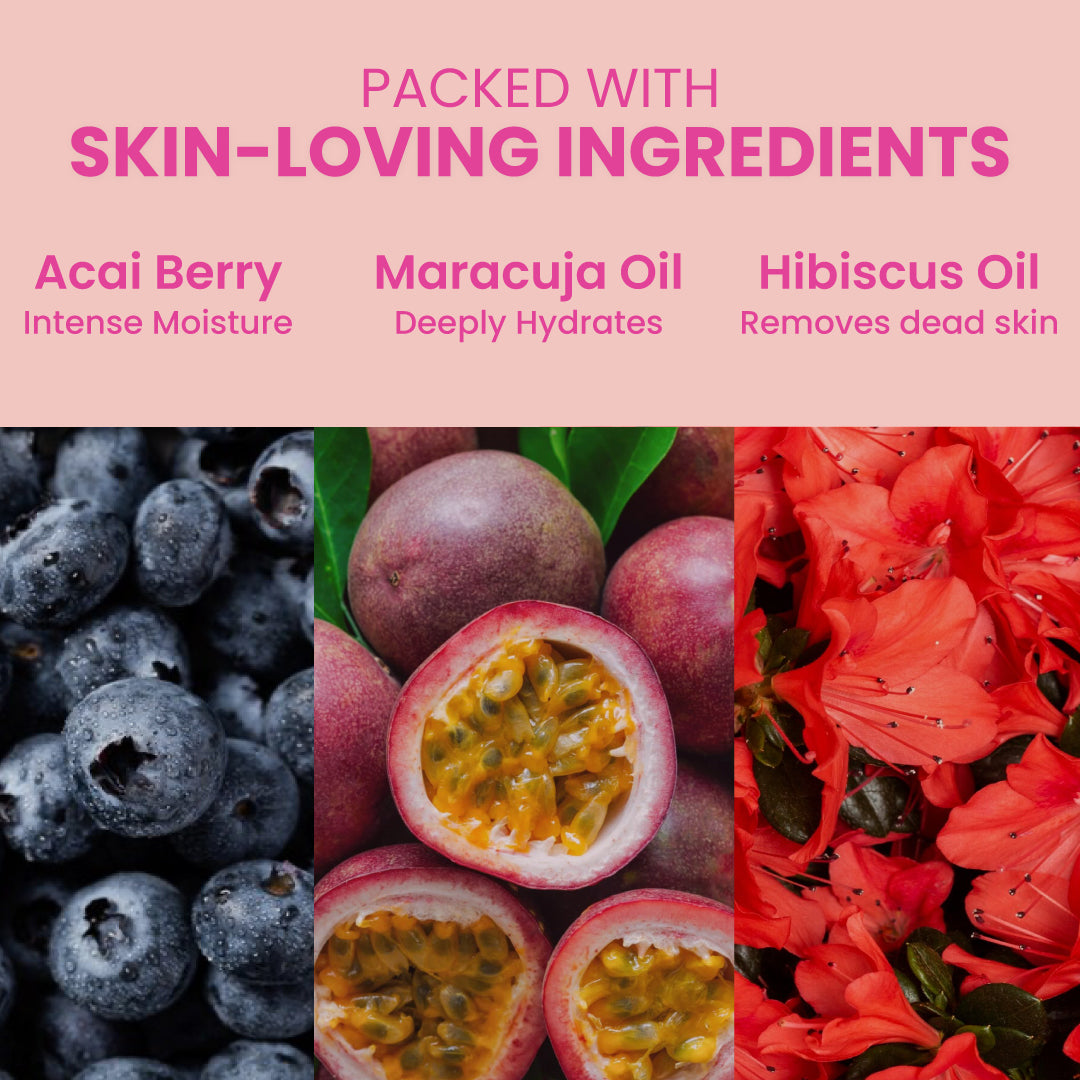 PACKED WITH
SKIN-LOVING INGREDIENTS
Acai Berry
Intense Moisture
Maracuja Oil
Deeply Hydrates
Hibiscus Oil
Removes dead skin